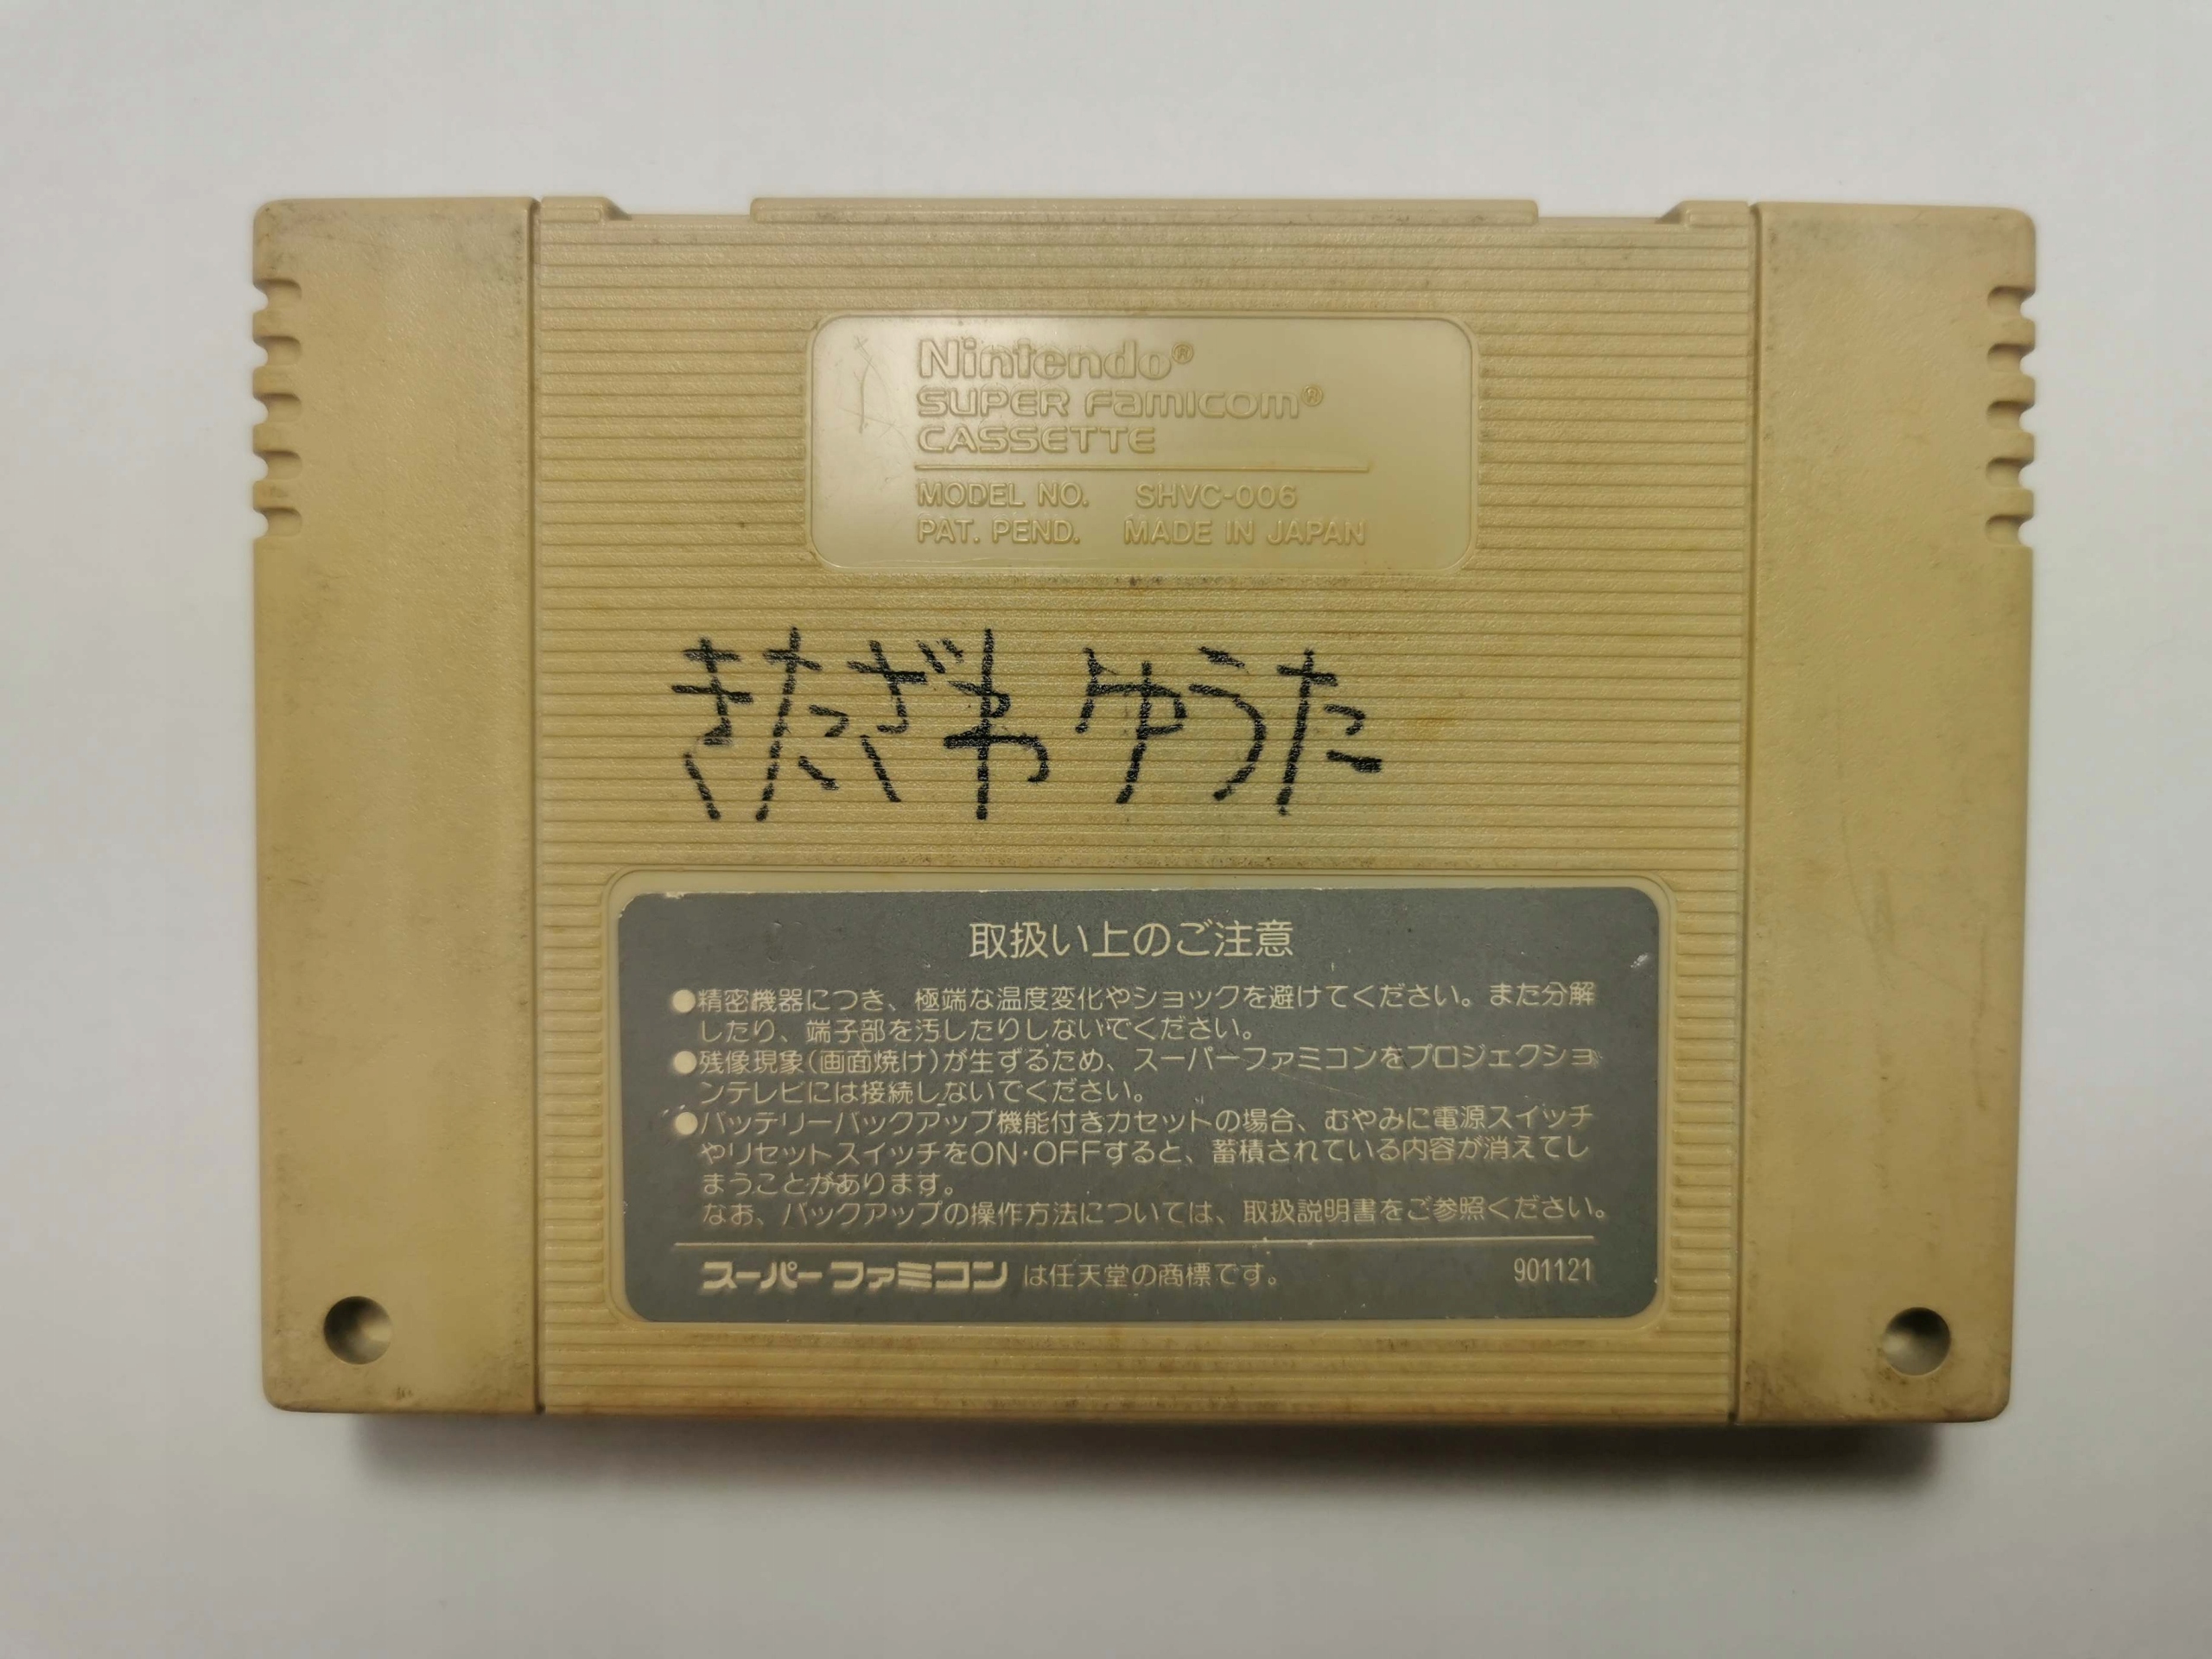 Nintendo®
SUPER FAMICOM®
CASSETTE
MODEL NO. SHVC-006
PAT. PEND. MADE IN JAPAN
きたざわ ゆうた
取扱い上のご注意
●精密機器につき、極端な温度変化やショックを避けてください。また分解
したり、端子部を汚したりしないでください。
●残像現象(画面焼け)が生ずるため、スーパーファミコンをプロジェクショ
ンテレビには接続しないでください。
●バッテリーバックアップ機能付きカセットの場合、むやみに電源スイッチ
やリセットスイッチをON・OFFすると、蓄積されている内容が消えてし
まうことがあります。
なお、バックアップの操作方法については、取扱説明書をご参照ください。
スーパーファミコン は任天堂の商標です。 901121